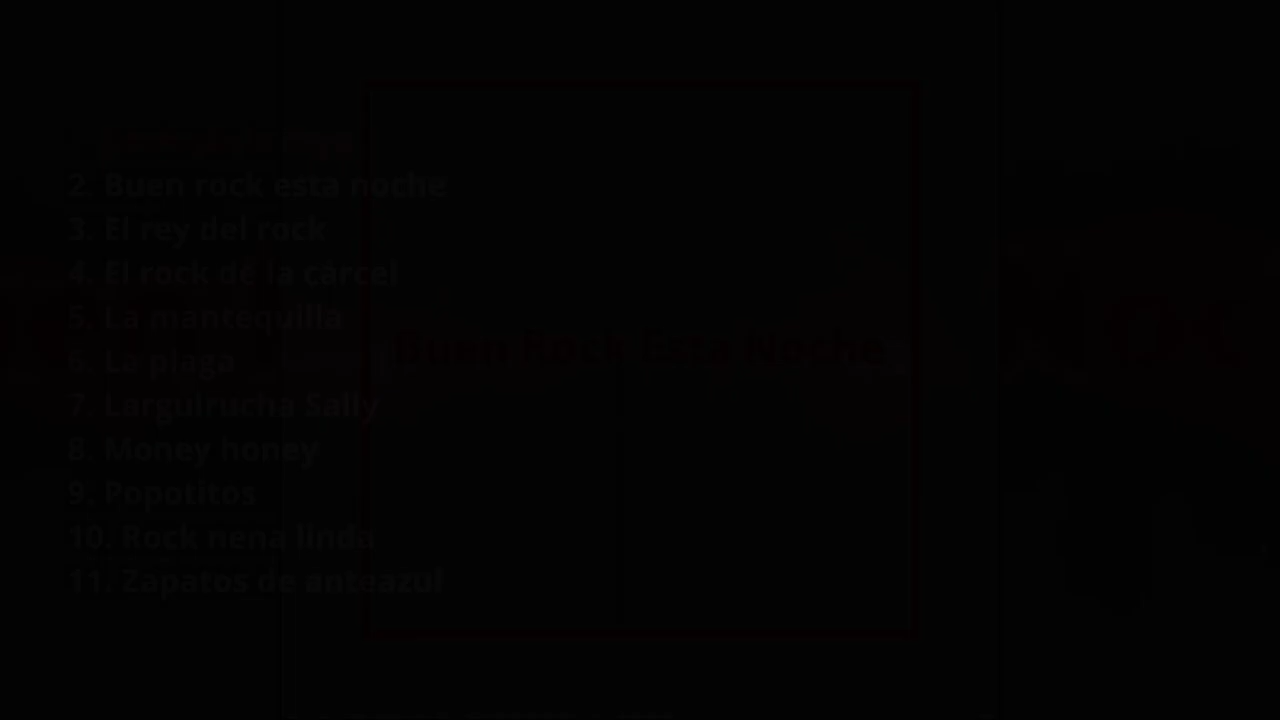 2. Buen rock esta noche
3. El rey del rock
4. El rock de la cárcel
5. La mantequilla
6. La plaga
Buen Rock Esta Noche
7. Larguirucha Sally
8. Money honey
9. Popotitos
10. Rock nena linda
11. Zapatos de anteazul